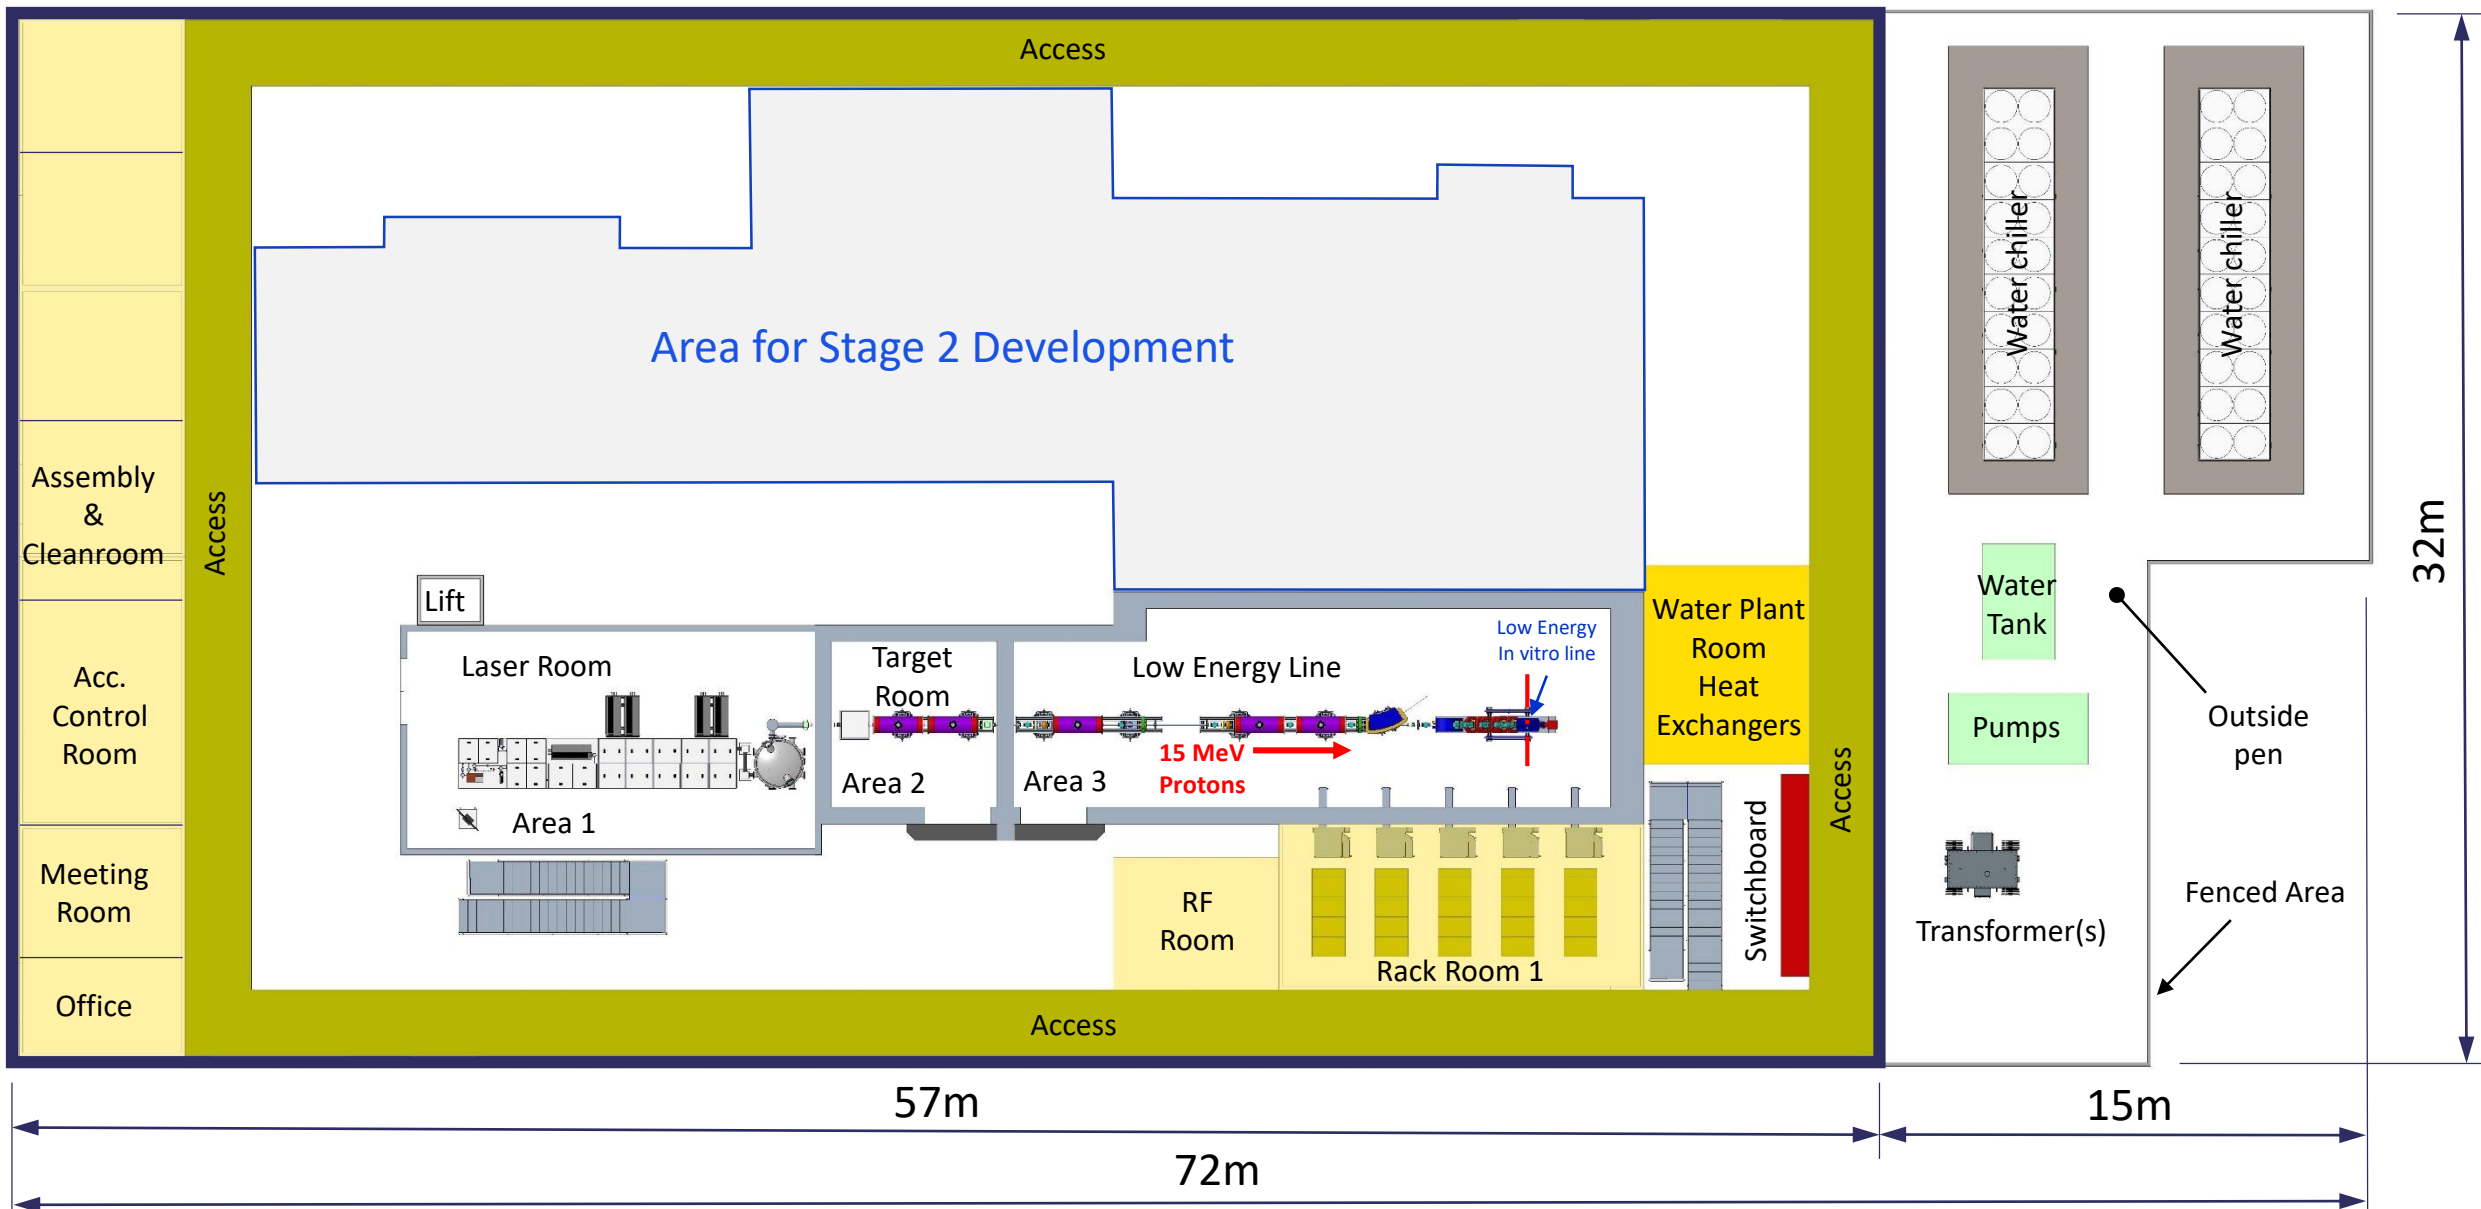 Access
Water chiller
Water chiller
Area for Stage 2 Development
Assembly
&
Cleanroom
Access
32m
Lift
Water
Tank
Water Plant
Room
Heat
Exchangers
Low Energy
In vitro line
Laser Room
Target
Room
Low Energy Line
Acc.
Control
Room
Outside
pen
Pumps
15 MeV
Protons
Area 1
Area 2
Area 3
Access
Switchboard
Meeting
Room
RF
Room
Rack Room 1
Transformer(s)
Fenced Area
Office
Access
57m
15m
72m